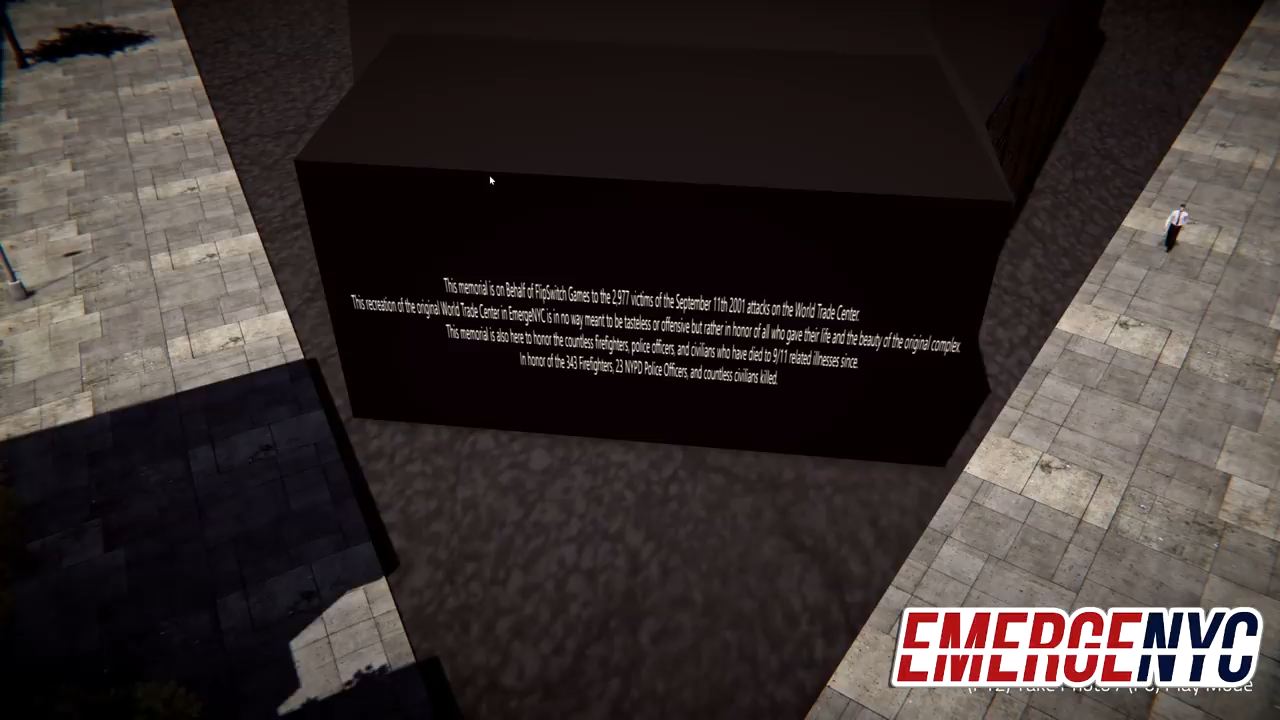 This memorial is on Behalf of FlipSwitch Games to the 2,977 victims of the September 11th 2001 attacks on the World Trade Center.
This recreation of the original World Trade Center in EmergeNYC is in no way meant to be tasteless or offensive but rather in honor of all who gave their life and the beauty of the original complex.
This memorial is also here to honor the countless firefighters, police officers, and civilians who have died to 9/11 related illnesses since.
In honor of the 343 Firefighters, 23 NYPD Police Officers, and countless civilians killed.
EMERGENYC
Take Photo / Play Mode